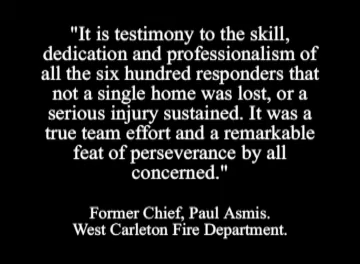 "It is testimony to the skill,
dedication and professionalism of
all the six hundred responders that
not a single home was lost, or a
serious injury sustained. It was a
true team effort and a remarkable
feat of perseverance by all
concerned."
Former Chief, Paul Asmis.
West Carleton Fire Department.